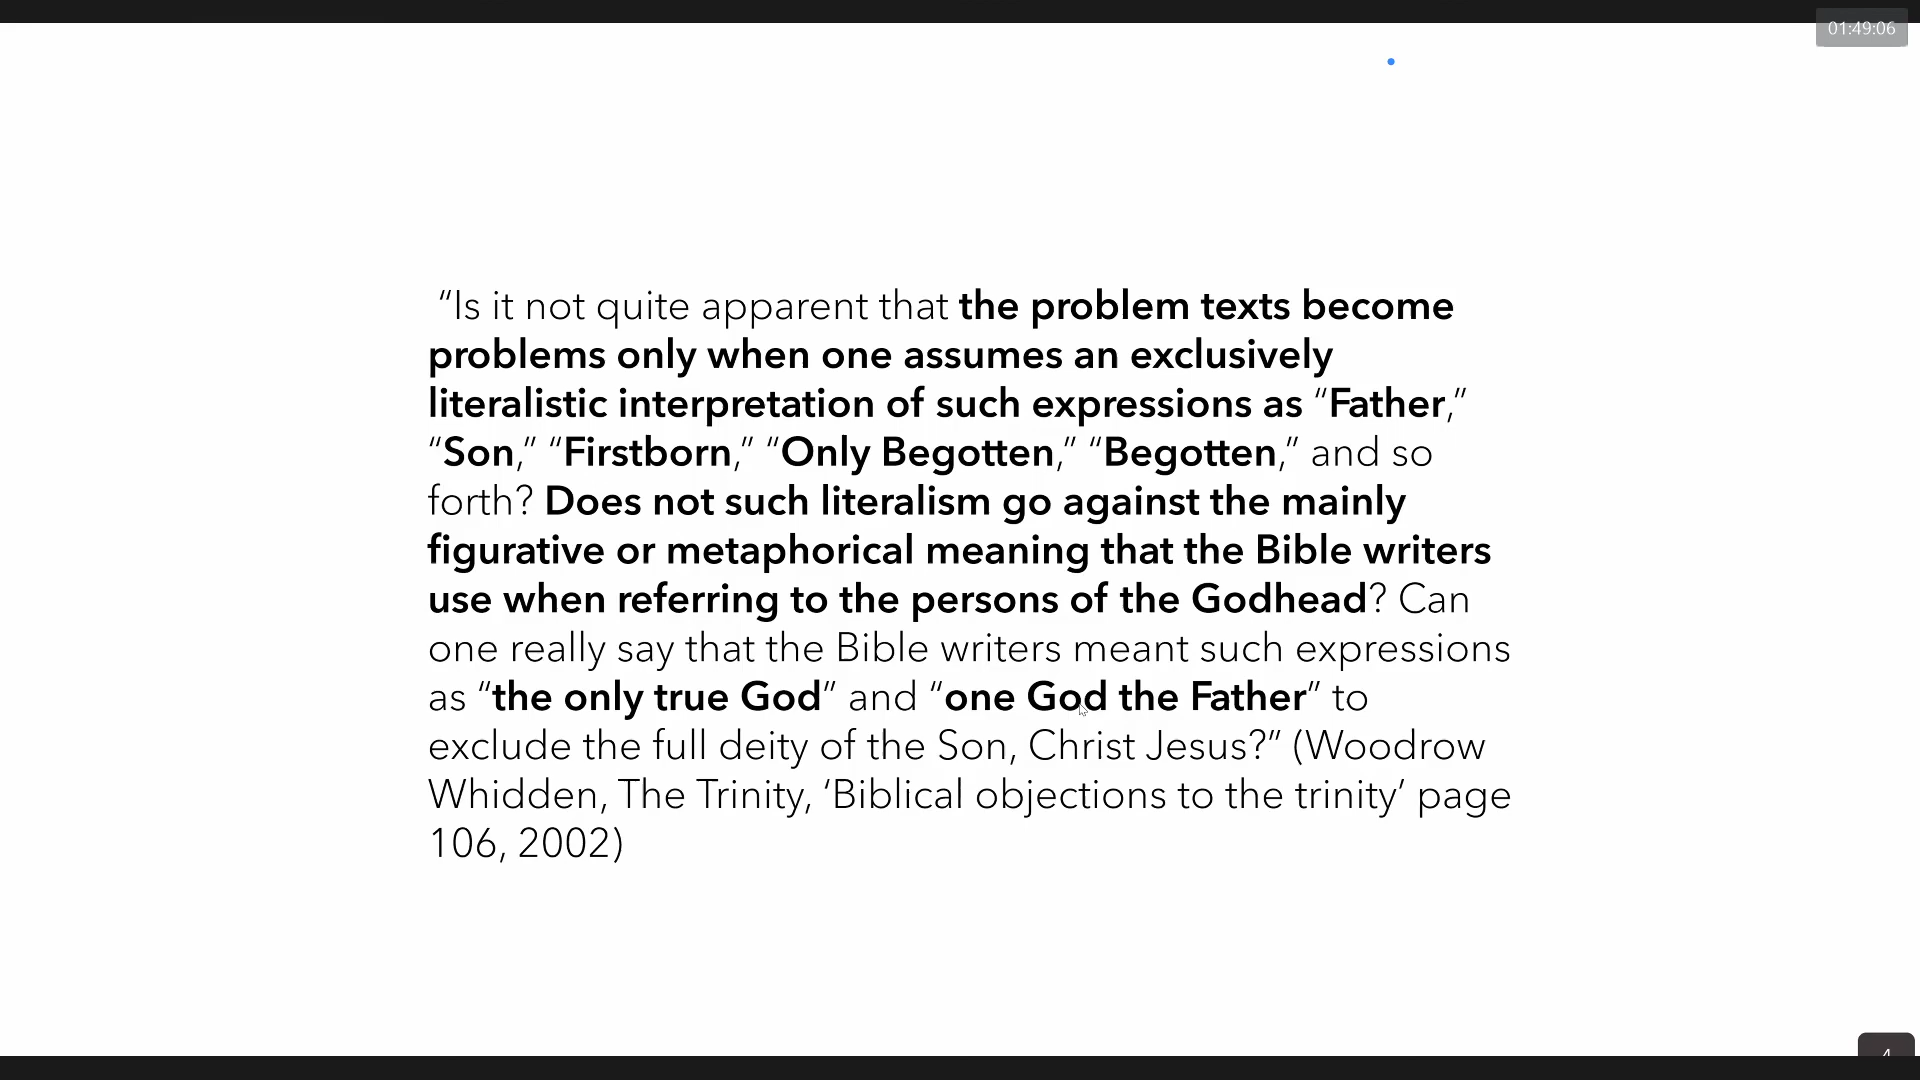 01:49:06
“Is it not quite apparent that the problem texts become
problems only when one assumes an exclusively
literalistic interpretation of such expressions as “Father,”
“Son,” “Firstborn,” “Only Begotten,” “Begotten,” and so
forth? Does not such literalism go against the mainly
figurative or metaphorical meaning that the Bible writers
use when referring to the persons of the Godhead? Can
one really say that the Bible writers meant such expressions
as “the only true God” and “one God the Father” to
exclude the full deity of the Son, Christ Jesus?” (Woodrow
Whidden, The Trinity, ‘Biblical objections to the trinity’ page
106, 2002)